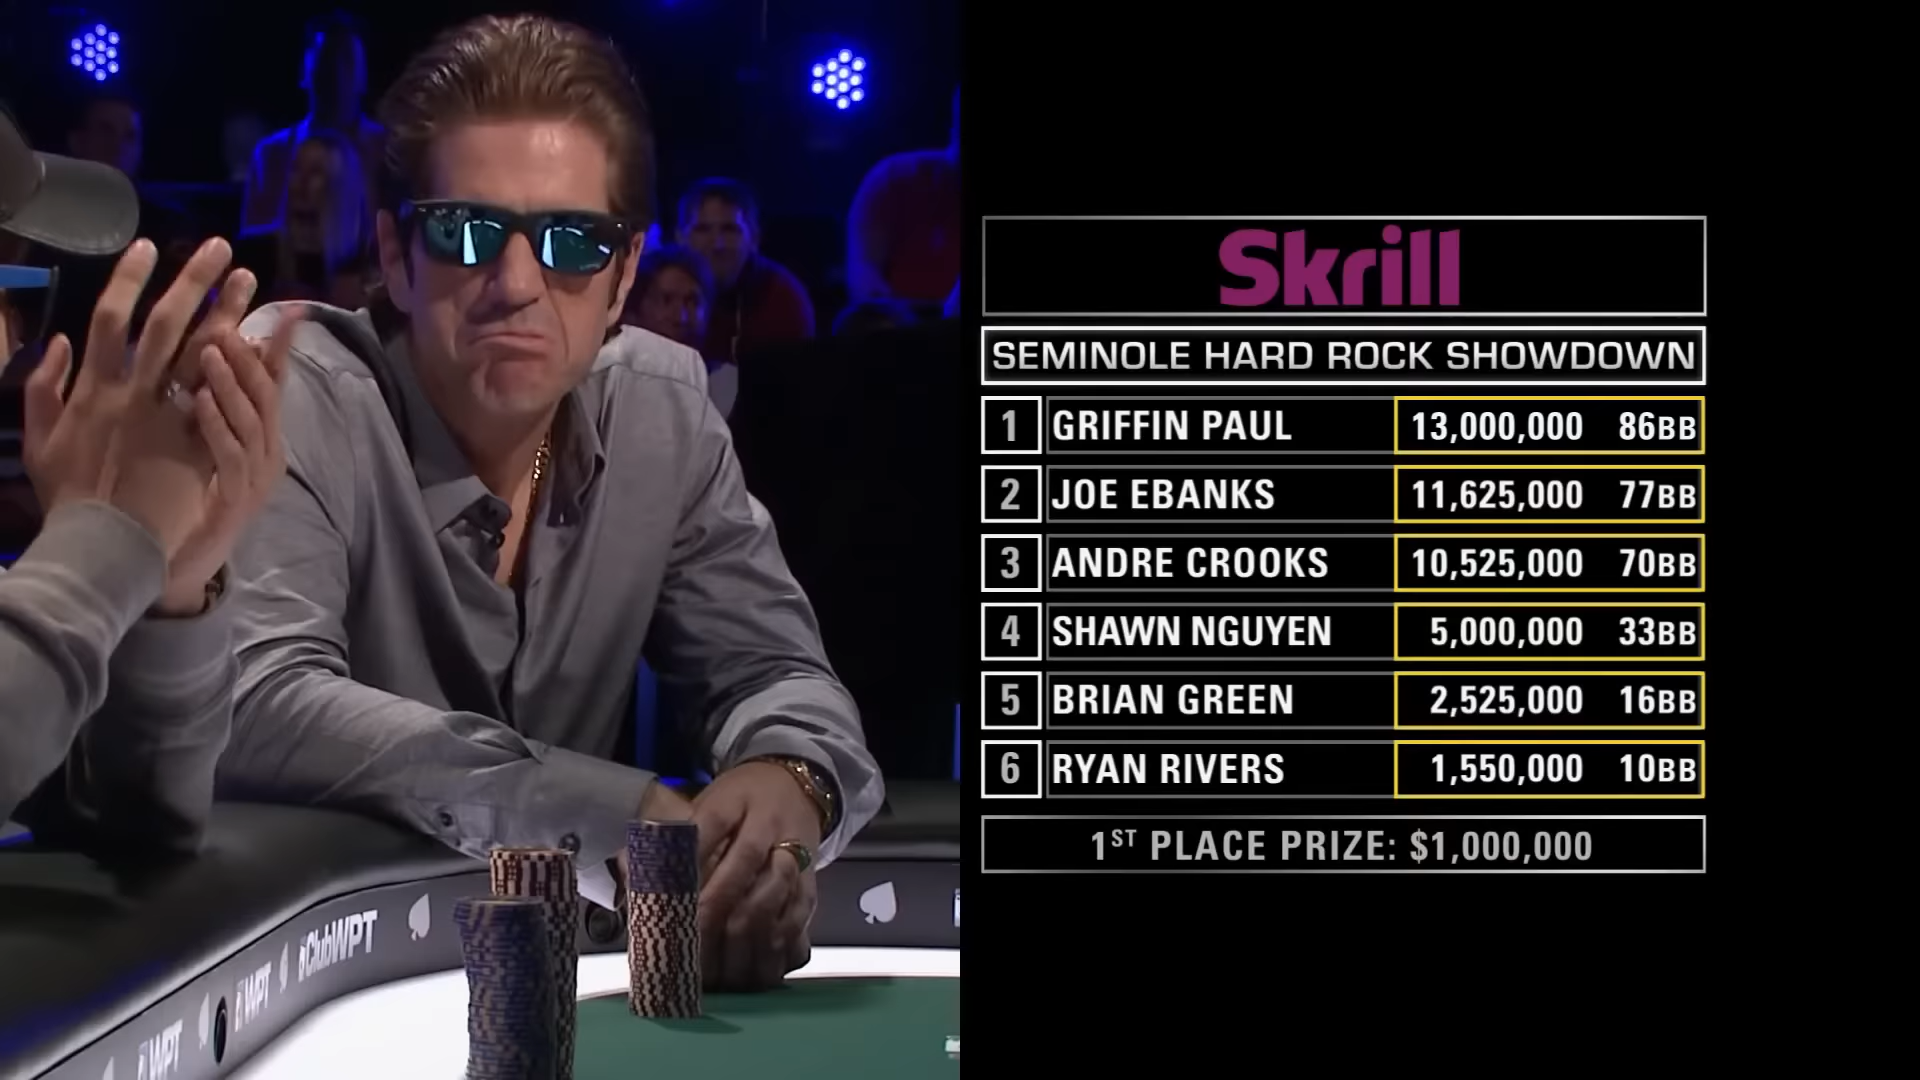 Skrill
SEMINOLE HARD ROCK SHOWDOWN
1 GRIFFIN PAUL 13,000,000 86BB
2 JOE EBANKS 11,625,000 77BB
3 ANDRE CROOKS 10,525,000 70BB
4 SHAWN NGUYEN 5,000,000 33BB
5 BRIAN GREEN 2,525,000 16BB
6 RYAN RIVERS 1,550,000 10BB
1ST PLACE PRIZE: $1,000,000
WPT
WPT
ClubWPT